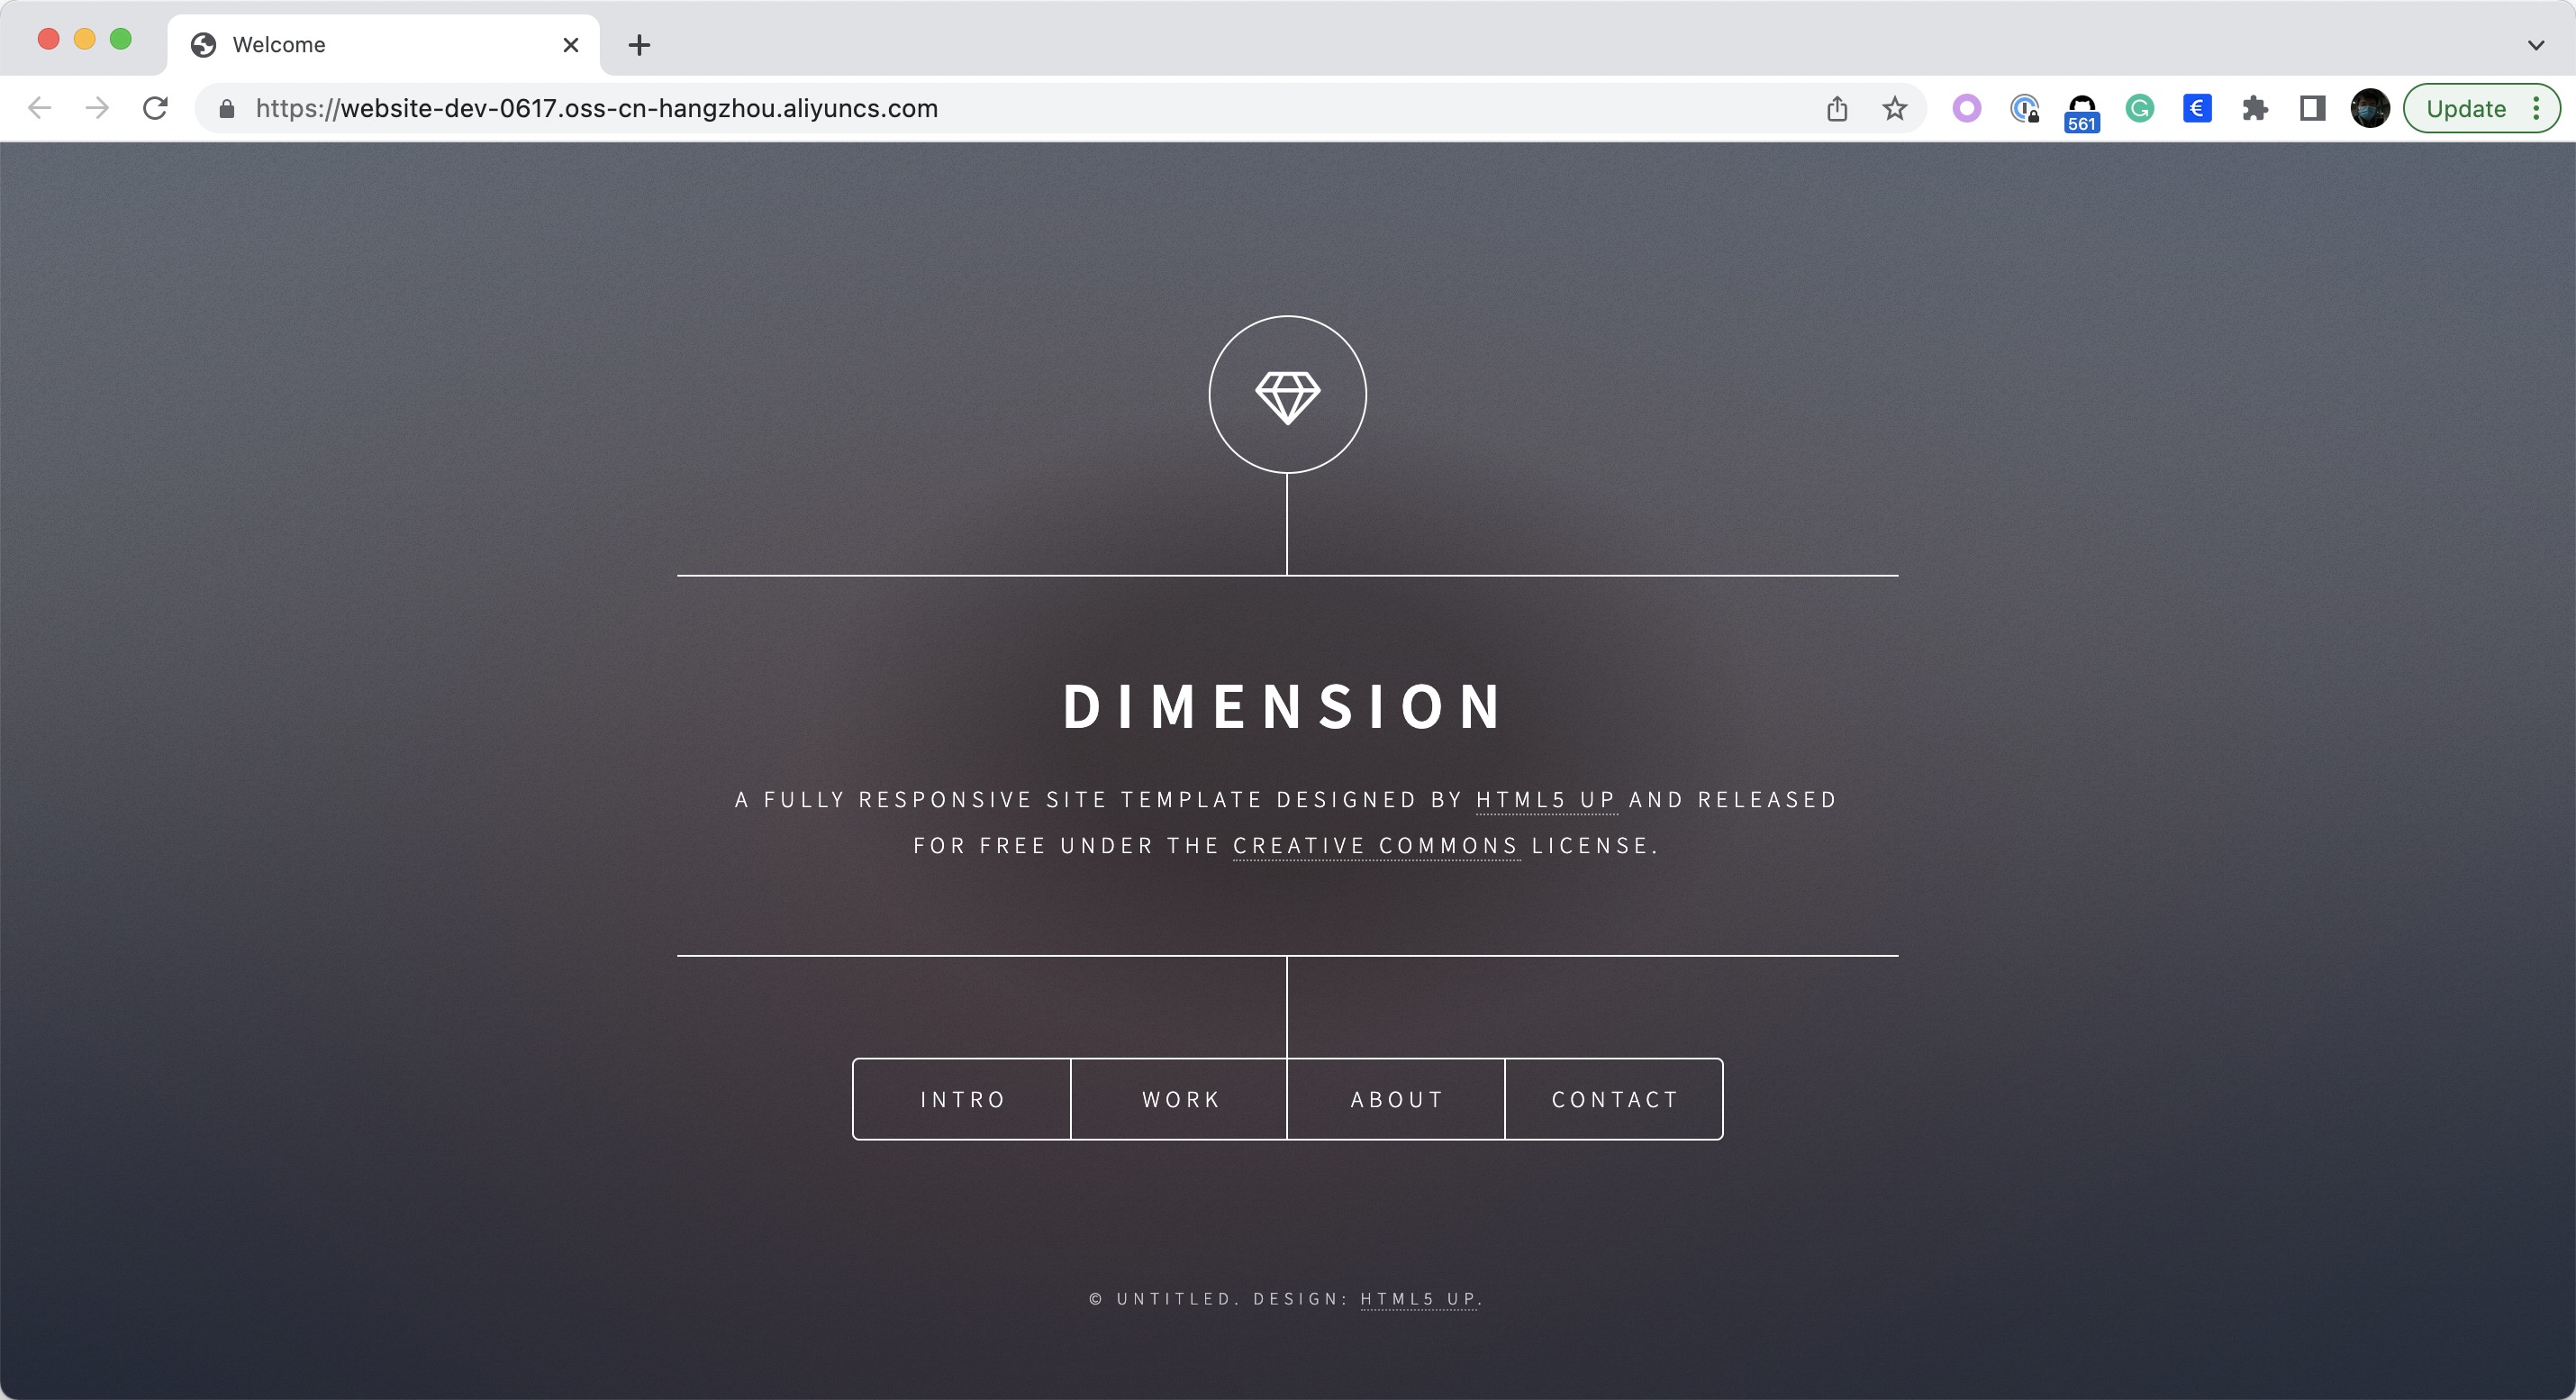 Welcome
https://website-dev-0617.oss-cn-hangzhou.aliyuncs.com
561
€
Update
DIMENSION
A FULLY RESPONSIVE SITE TEMPLATE DESIGNED BY HTML5 UP AND RELEASED
FOR FREE UNDER THE CREATIVE COMMONS LICENSE.
INTRO
WORK
ABOUT
CONTACT
© UNTITLED. DESIGN: HTML5 UP.